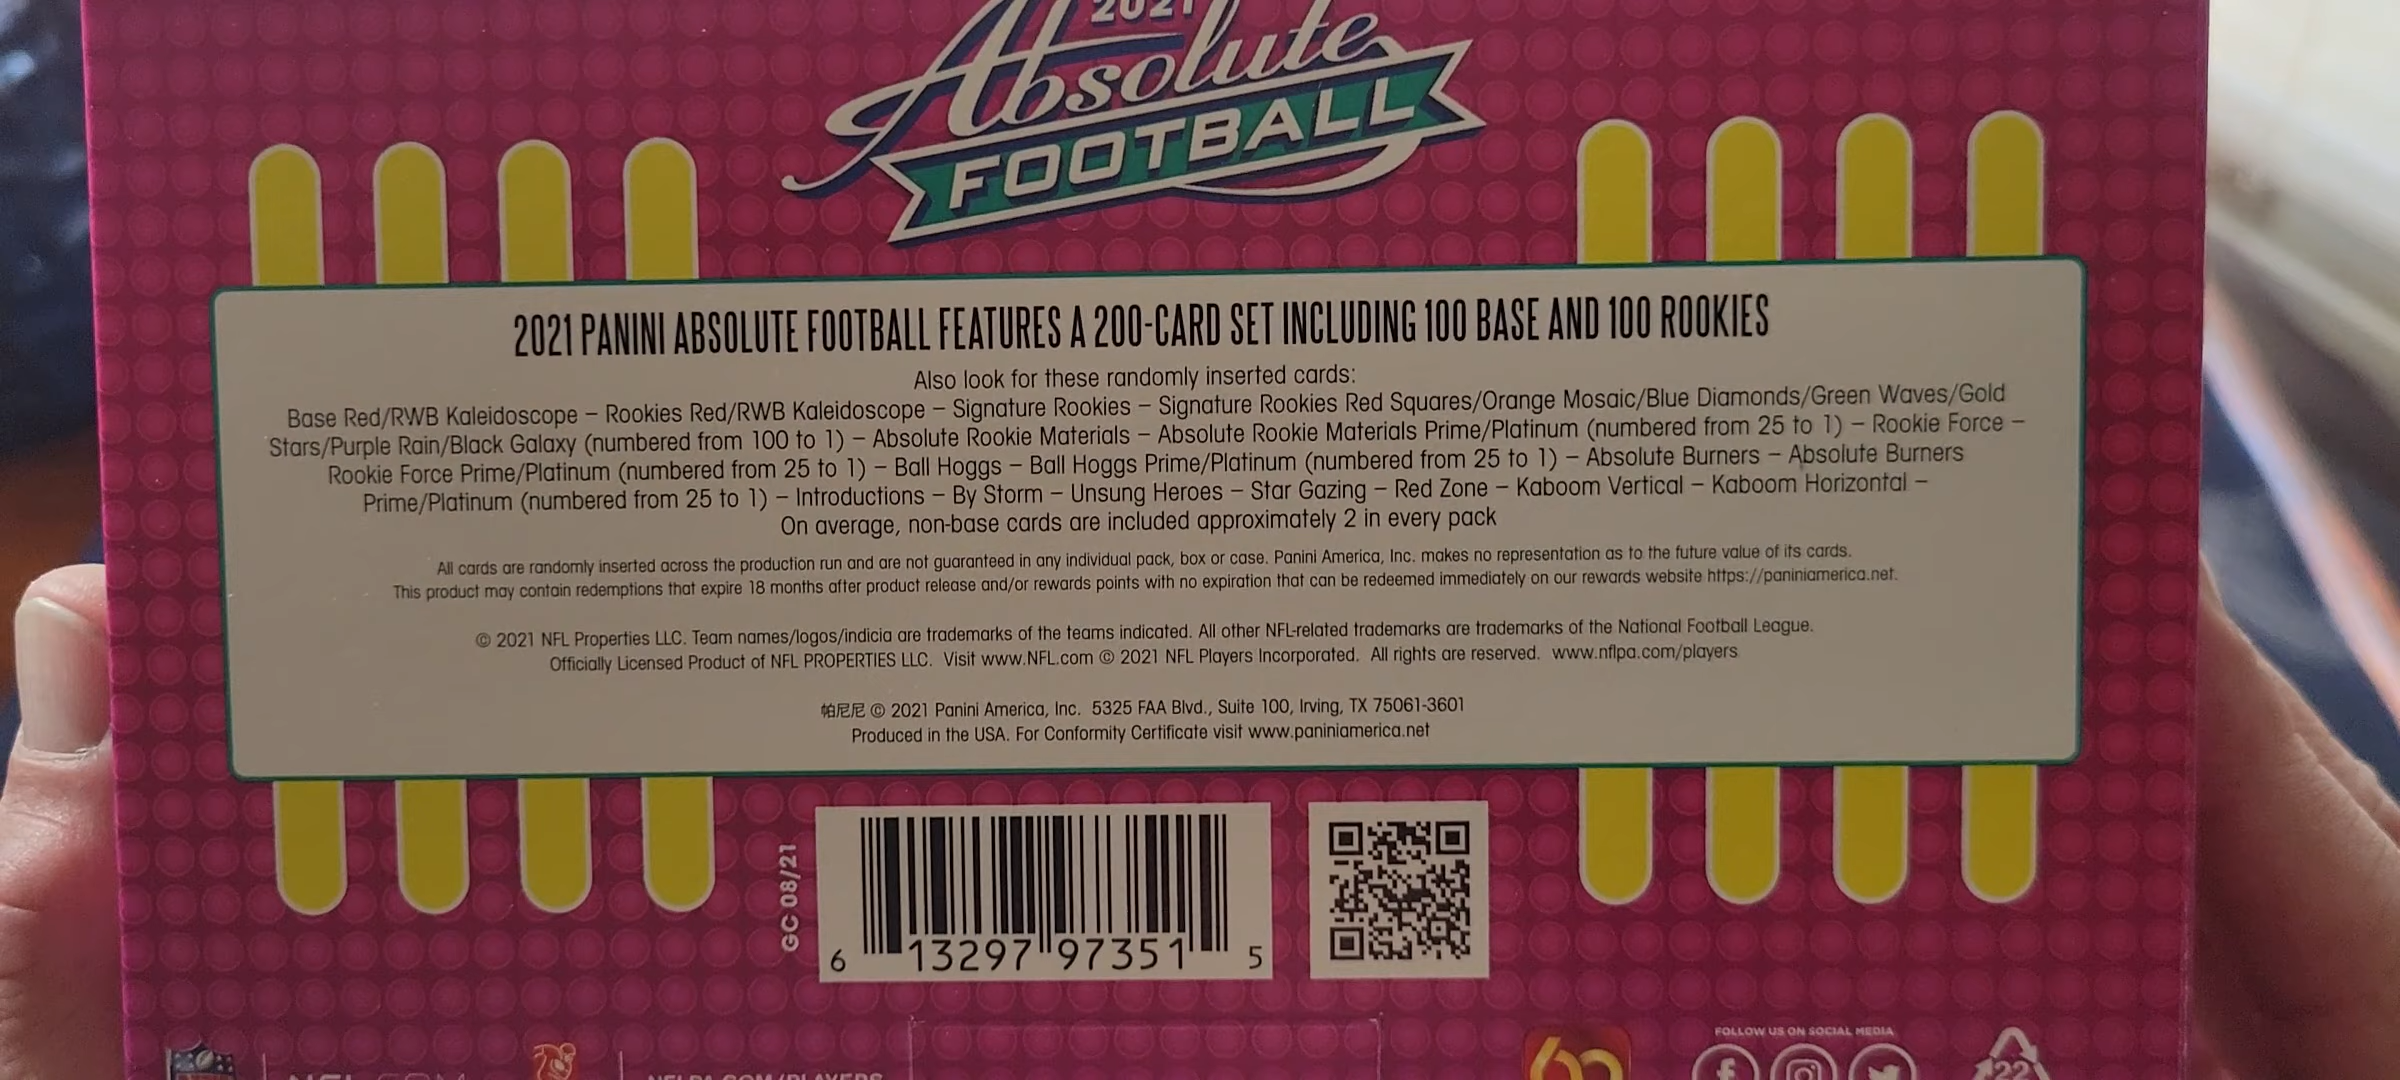 2021
Absolute
FOOTBALL
2021 PANINI ABSOLUTE FOOTBALL FEATURES A 200-CARD SET INCLUDING 100 BASE AND 100 ROOKIES
Also look for these randomly inserted cards:
Base Red/RWB Kaleidoscope – Rookies Red/RWB Kaleidoscope – Signature Rookies – Signature Rookies Red Squares/Orange Mosaic/Blue Diamonds/Green Waves/Gold
Stars/Purple Rain/Black Galaxy (numbered from 100 to 1) – Absolute Rookie Materials – Absolute Rookie Materials Prime/Platinum (numbered from 25 to 1) – Rookie Force –
Rookie Force Prime/Platinum (numbered from 25 to 1) – Ball Hoggs – Ball Hoggs Prime/Platinum (numbered from 25 to 1) – Absolute Burners – Absolute Burners
Prime/Platinum (numbered from 25 to 1) – Introductions – By Storm – Unsung Heroes – Star Gazing – Red Zone – Kaboom Vertical – Kaboom Horizontal –
On average, non-base cards are included approximately 2 in every pack
All cards are randomly inserted across the production run and are not guaranteed in any individual pack, box or case. Panini America, Inc. makes no representation as to the future value of its cards.
This product may contain redemptions that expire 18 months after product release and/or rewards points with no expiration that can be redeemed immediately on our rewards website https://paniniamerica.net.
© 2021 NFL Properties LLC. Team names/logos/indicia are trademarks of the teams indicated. All other NFL-related trademarks are trademarks of the National Football League.
Officially Licensed Product of NFL PROPERTIES LLC. Visit www.NFL.com © 2021 NFL Players Incorporated. All rights are reserved. www.nflpa.com/players
帕尼尼 © 2021 Panini America, Inc. 5325 FAA Blvd., Suite 100, Irving, TX 75061-3601
Produced in the USA. For Conformity Certificate visit www.paniniamerica.net
GC 08/21
6 13297 97351 5
FOLLOW US ON SOCIAL MEDIA
NFL.COM
NFLPA.COM/PLAYERS
60
22